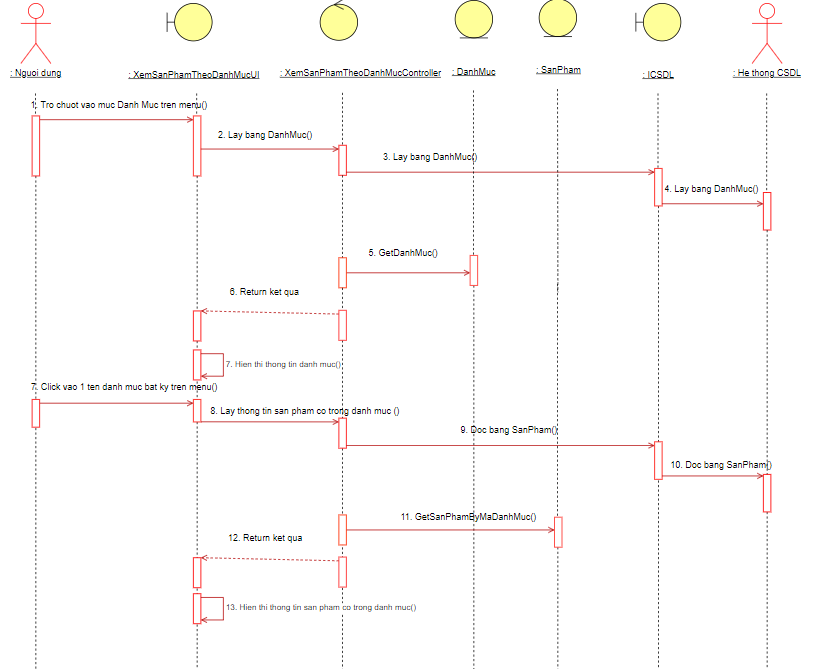 : Nguoi dung
: XemSanPhamTheoDanhMucUI
: XemSanPhamTheoDanhMucController
: DanhMuc
: SanPham
: ICSDL
: He thong CSDL
1. Tro chuot vao muc Danh Muc tren menu()
2. Lay bang DanhMuc()
3. Lay bang DanhMuc()
4. Lay bang DanhMuc()
5. GetDanhMuc()
6. Return ket qua
7. Hien thi thong tin danh muc()
7. Click vao 1 ten danh muc bat ky tren menu()
8. Lay thong tin san pham co trong danh muc ()
9. Doc bang SanPham()
10. Doc bang SanPham()
11. GetSanPhamByMaDanhMuc()
12. Return ket qua
13. Hien thi thong tin san pham co trong danh muc()